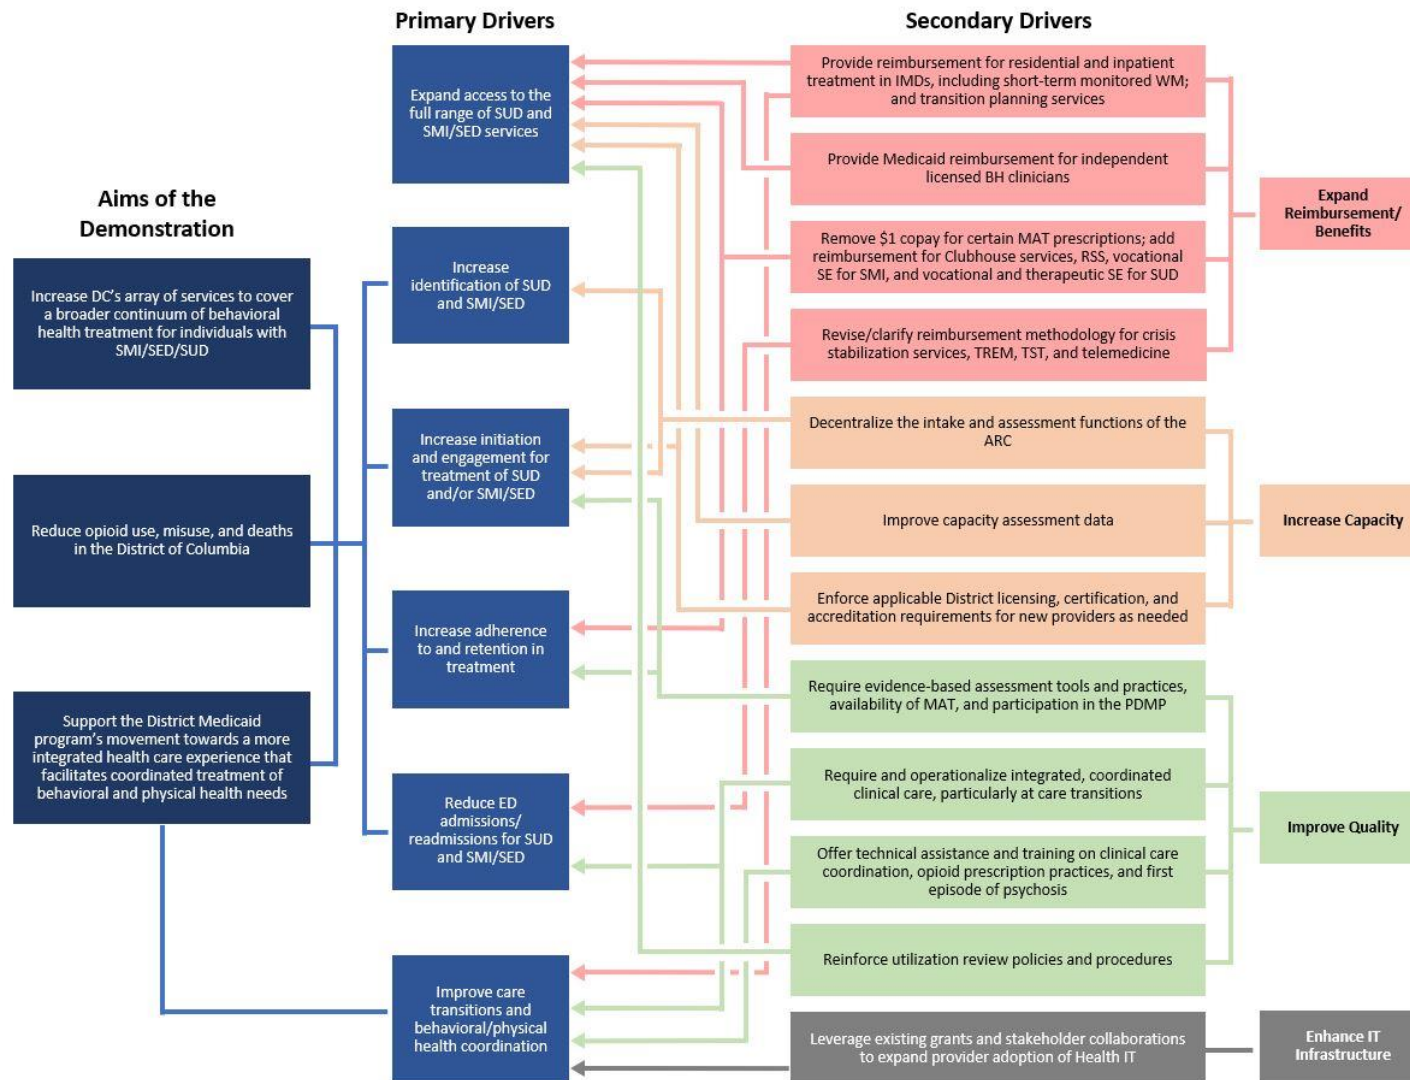 Primary Drivers
Secondary Drivers
Aims of the
Demonstration
Increase DC's array of services to cover
a broader continuum of behavioral
health treatment for individuals with
SMI/SED/SUD
Reduce opioid use, misuse, and deaths
in the District of Columbia
Support the District Medicaid
program's movement towards a more
integrated health care experience that
facilitates coordinated treatment of
behavioral and physical health needs
Expand access to the
full range of SUD and
SMI/SED services
Increase
identification of SUD
and SMI/SED
Increase initiation
and engagement for
treatment of SUD
and/or SMI/SED
Increase adherence
to and retention in
treatment
Reduce ED
admissions/
readmissions for SUD
and SMI/SED
Improve care
transitions and
behavioral/physical
health coordination
Provide reimbursement for residential and inpatient
treatment in IMDs, including short-term monitored WM;
and transition planning services
Provide Medicaid reimbursement for independent
licensed BH clinicians
Remove $1 copay for certain MAT prescriptions; add
reimbursement for Clubhouse services, RSS, vocational
SE for SMI, and vocational and therapeutic SE for SUD
Revise/clarify reimbursement methodology for crisis
stabilization services, TREM, TST, and telemedicine
Decentralize the intake and assessment functions of the
ARC
Improve capacity assessment data
Enforce applicable District licensing, certification, and
accreditation requirements for new providers as needed
Require evidence-based assessment tools and practices,
availability of MAT, and participation in the PDMP
Require and operationalize integrated, coordinated
clinical care, particularly at care transitions
Offer technical assistance and training on clinical care
coordination, opioid prescription practices, and first
episode of psychosis
Reinforce utilization review policies and procedures
Leverage existing grants and stakeholder collaborations
to expand provider adoption of Health IT
Expand
Reimbursement/
Benefits
Increase Capacity
Improve Quality
Enhance IT
Infrastructure